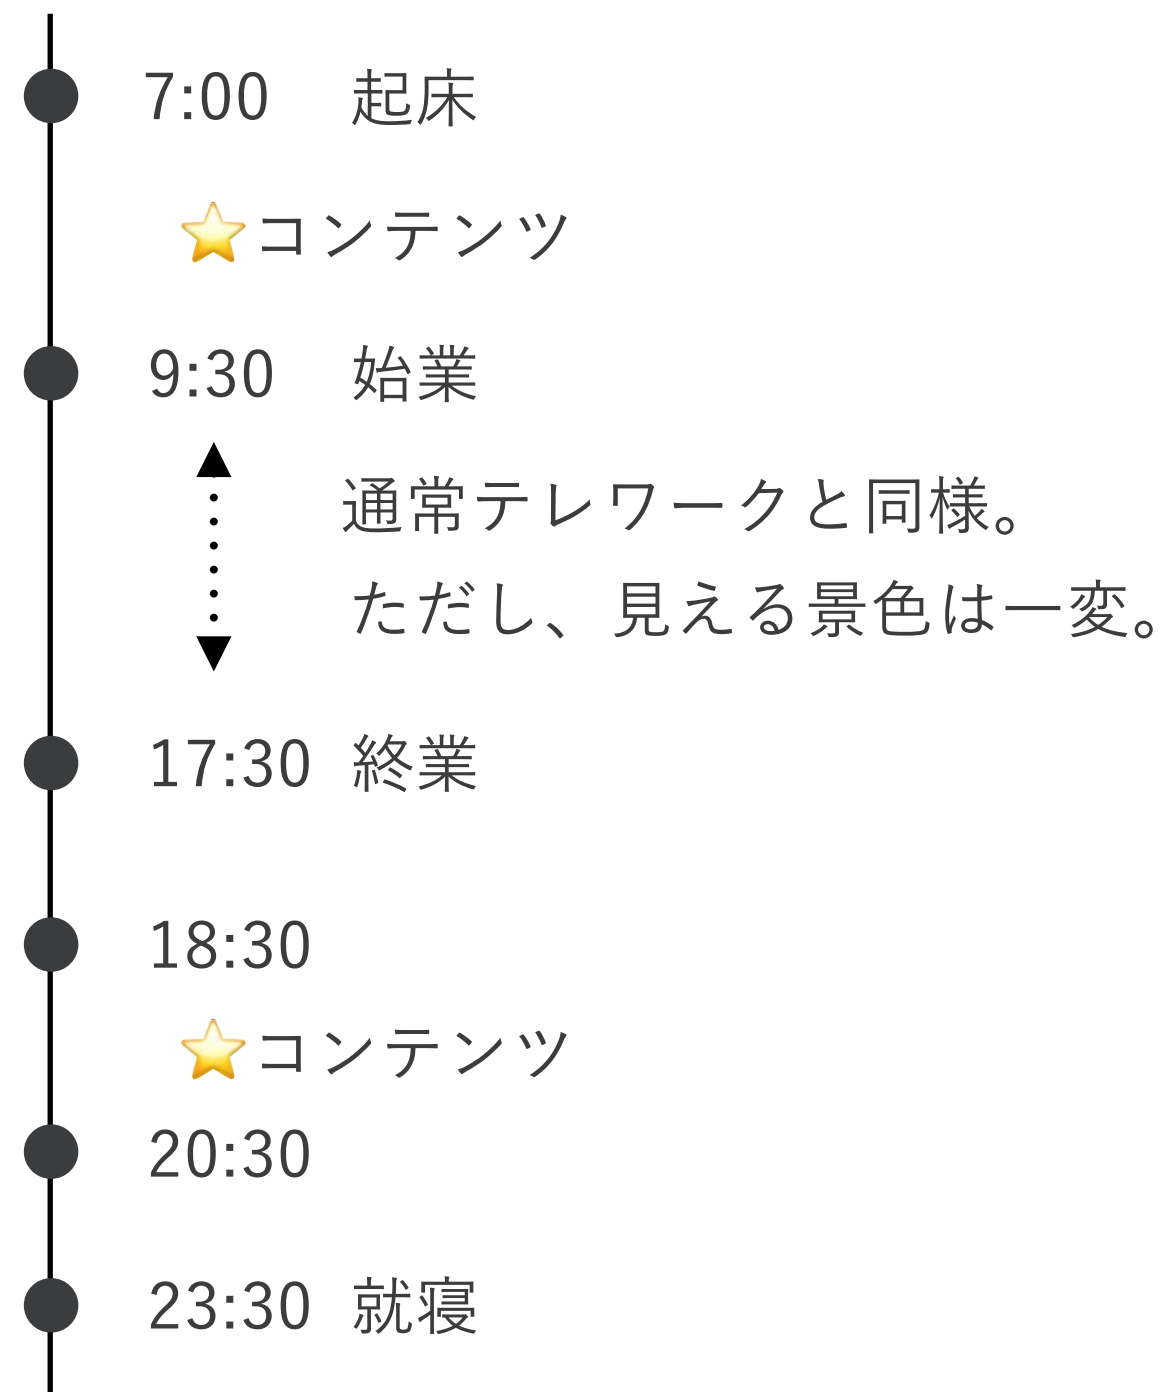 7:00 起床
⭐コンテンツ
9:30 始業
通常テレワークと同様。
ただし、見える景色は一変。
17:30 終業
18:30
⭐コンテンツ
20:30
23:30 就寝